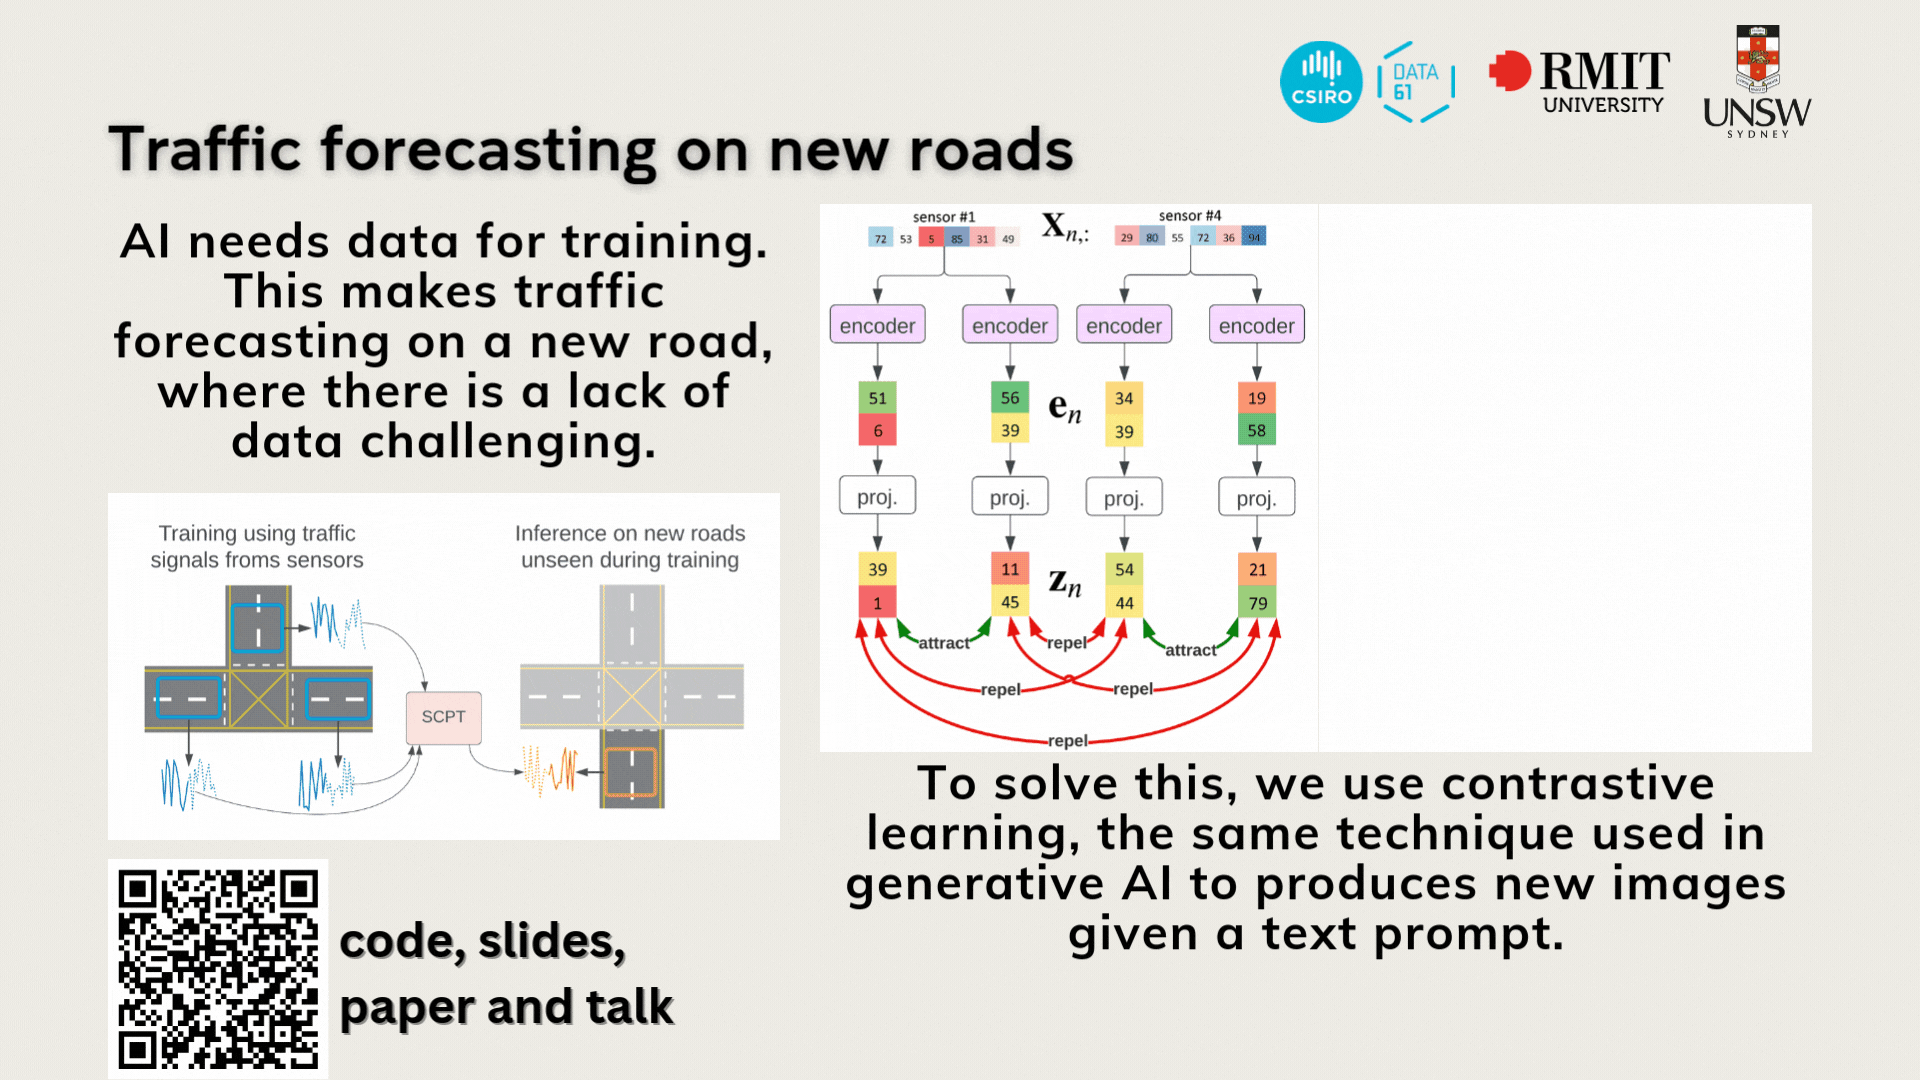 CSIRO
DATA
61
RMIT
UNIVERSITY
UNSW
SYDNEY
Traffic forecasting on new roads
AI needs data for training.
This makes traffic
forecasting on a new road,
where there is a lack of
data challenging.
Training using traffic
signals froms sensors
Inference on new roads
unseen during training
SCPT
code, slides,
paper and talk
sensor #1
X n,:
sensor #4
72 53 5 85 31 49
29 80 55 72 36 94
encoder encoder encoder encoder
51 56 34 19
e n
6 39 39 58
proj. proj. proj. proj.
39 11 54 21
z n
1 45 44 79
attract repel attract
repel repel
repel
To solve this, we use contrastive
learning, the same technique used in
generative AI to produces new images
given a text prompt.